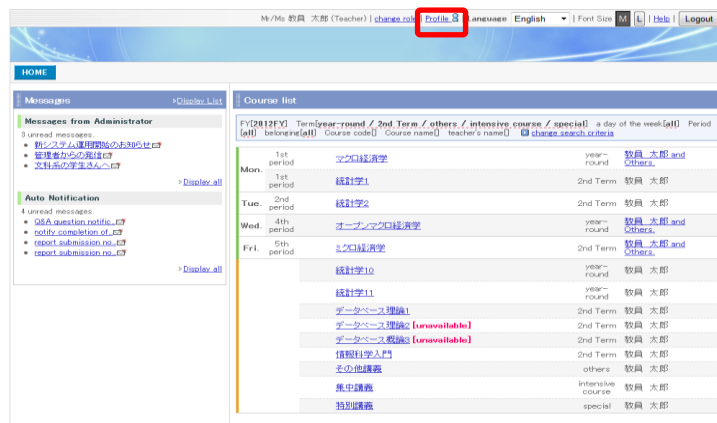 Mr/Ms 教員 太郎 (Teacher) | change role | Profile | Language English | Font Size M L | Help | Logout
HOME
Messages »Display List
Messages from Administrator
3 unread messages.
新システム運用開始のお知らせ
管理者からの発信
文科系の学生さんへ
»Display all
Auto Notification
4 unread messages.
Q&A question notific..
notify completion of..
report submission no..
report submission no..
»Display all
Course list
FY[2012FY] Term[year-round / 2nd Term / others / intensive course / special] a day of the week[all] Period
[all] belonging[all] Course code[] Course name[] teacher's name[] change search criteria
Mon. 1st period マクロ経済学 year-round 教員 太郎 and Others.
1st period 統計学1 2nd Term 教員 太郎
Tue. 2nd period 統計学2 2nd Term 教員 太郎
Wed. 4th period オープンマクロ経済学 year-round 教員 太郎 and Others.
Fri. 5th period ミクロ経済学 2nd Term 教員 太郎 and Others.
統計学10 year-round 教員 太郎
統計学11 year-round 教員 太郎
データベース理論1 2nd Term 教員 太郎
データベース理論2 [unavailable] 2nd Term 教員 太郎
データベース概論3 [unavailable] 2nd Term 教員 太郎
情報科学入門 2nd Term 教員 太郎
その他講義 others 教員 太郎
集中講義 intensive course 教員 太郎
特別講義 special 教員 太郎